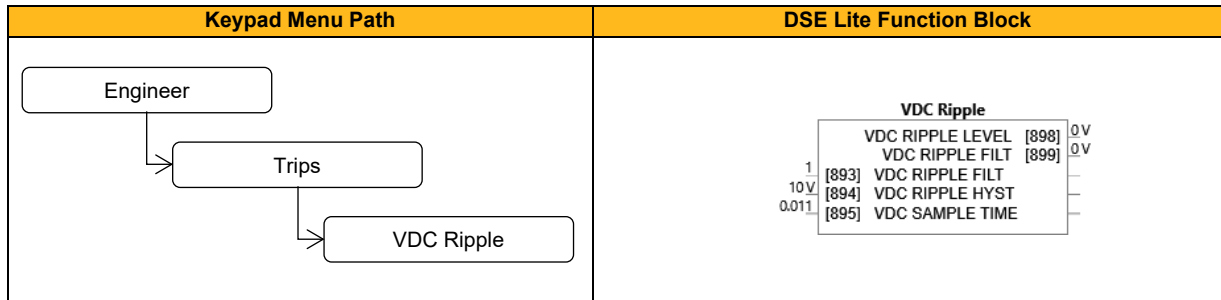 Keypad Menu Path
DSE Lite Function Block
Engineer
Trips
VDC Ripple
VDC Ripple
VDC RIPPLE LEVEL [898] 0 V
VDC RIPPLE FILT [899] 0 V
1 [893] VDC RIPPLE FILT
10 V [894] VDC RIPPLE HYST
0.011 [895] VDC SAMPLE TIME